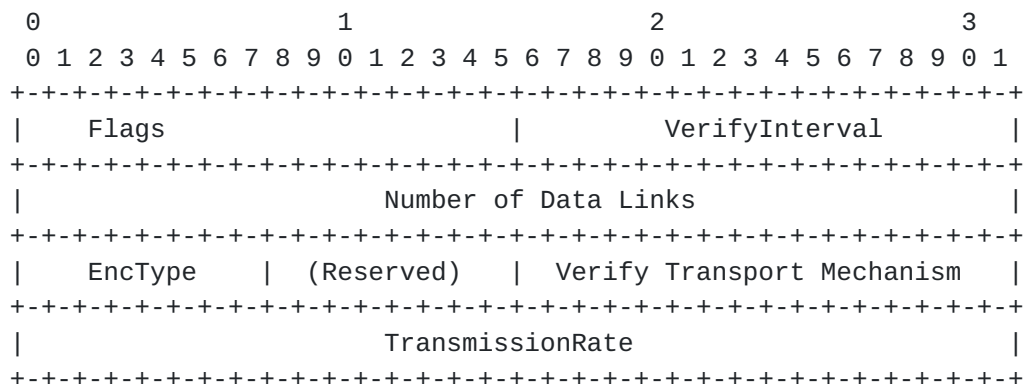 0                   1                   2                   3
 0 1 2 3 4 5 6 7 8 9 0 1 2 3 4 5 6 7 8 9 0 1 2 3 4 5 6 7 8 9 0 1
+-+-+-+-+-+-+-+-+-+-+-+-+-+-+-+-+-+-+-+-+-+-+-+-+-+-+-+-+-+-+-+-+
|    Flags                      |         VerifyInterval        |
+-+-+-+-+-+-+-+-+-+-+-+-+-+-+-+-+-+-+-+-+-+-+-+-+-+-+-+-+-+-+-+-+
|                       Number of Data Links                    |
+-+-+-+-+-+-+-+-+-+-+-+-+-+-+-+-+-+-+-+-+-+-+-+-+-+-+-+-+-+-+-+-+
|    EncType    |  (Reserved)   |  Verify Transport Mechanism   |
+-+-+-+-+-+-+-+-+-+-+-+-+-+-+-+-+-+-+-+-+-+-+-+-+-+-+-+-+-+-+-+-+
|                       TransmissionRate                        |
+-+-+-+-+-+-+-+-+-+-+-+-+-+-+-+-+-+-+-+-+-+-+-+-+-+-+-+-+-+-+-+-+